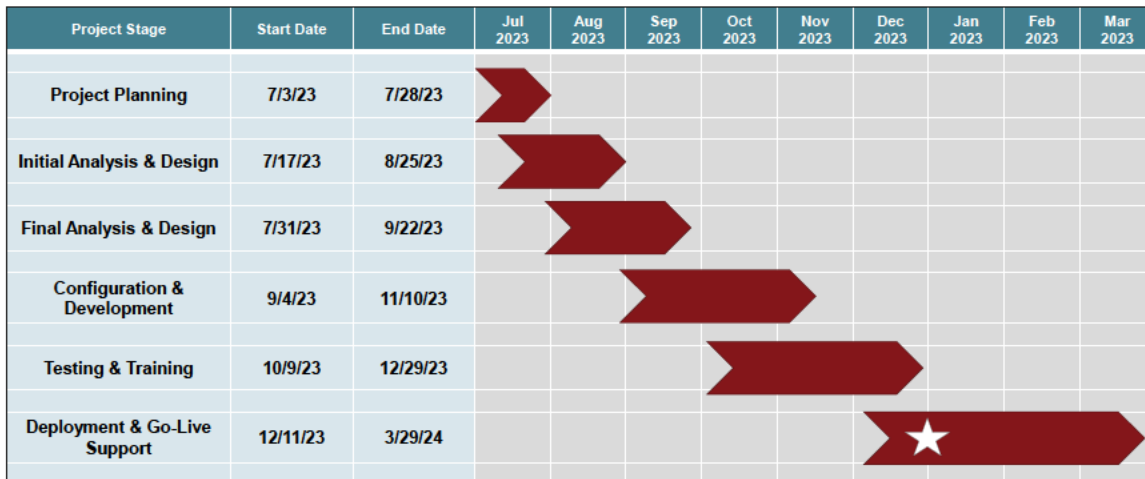 Project Stage Start Date End Date Jul 2023 Aug 2023 Sep 2023 Oct 2023 Nov 2023 Dec 2023 Jan 2023 Feb 2023 Mar 2023
Project Planning 7/3/23 7/28/23
Initial Analysis & Design 7/17/23 8/25/23
Final Analysis & Design 7/31/23 9/22/23
Configuration &
Development 9/4/23 11/10/23
Testing & Training 10/9/23 12/29/23
Deployment & Go-Live
Support 12/11/23 3/29/24